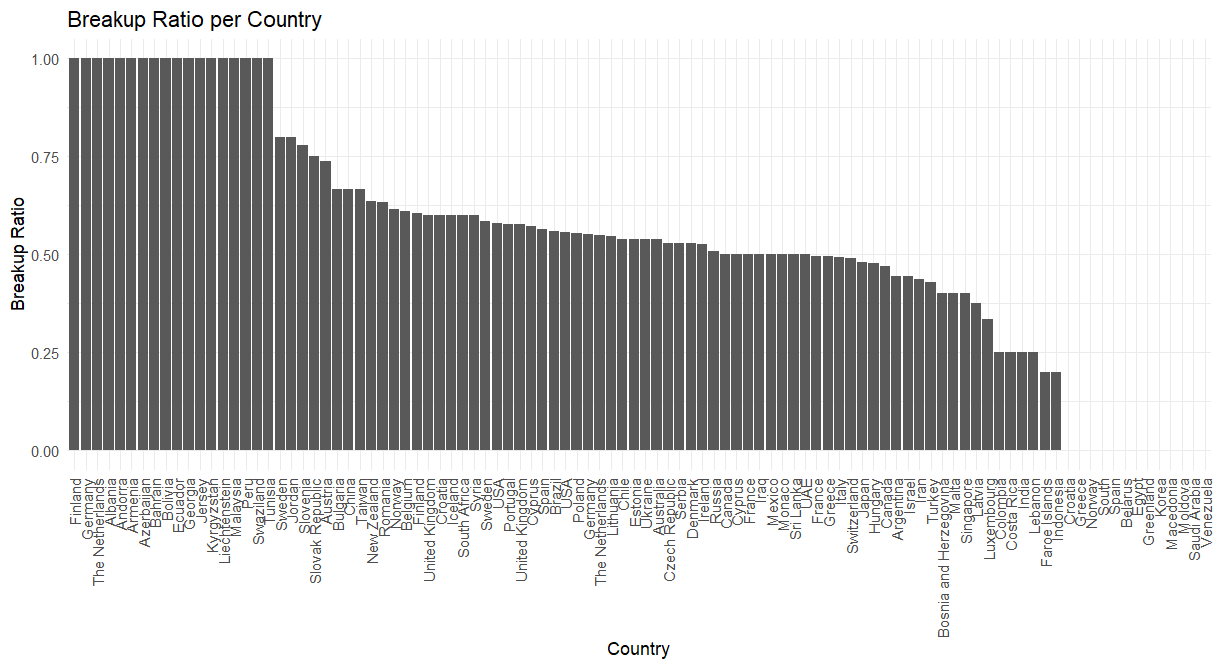 Breakup Ratio per Country
1.00
0.75
0.50
0.25
0.00
Breakup Ratio
Finland
Germany
The Netherlands
Albania
Andorra
Armenia
Azerbaijan
Bahrain
Bolivia
Ecuador
Georgia
Jersey
Kyrgyzstan
Liechtenstein
Malaysia
Peru
Swaziland
Tunisia
Sweden
Jordan
Slovenia
Slovak Republic
Austria
Bulgaria
China
Taiwan
New Zealand
Romania
Norway
Belgium
Finland
United Kingdom
Croatia
Iceland
South Africa
Syria
Sweden
USA
Portugal
United Kingdom
Cyprus
Spain
Brazil
USA
Poland
Germany
The Netherlands
Lithuania
Chile
Estonia
Ukraine
Australia
Czech Republic
Serbia
Denmark
Ireland
Russia
Canada
Cyprus
France
Iraq
Mexico
Monaco
Sri Lanka
UAE
France
Greece
Italy
Switzerland
Japan
Hungary
Canada
Argentina
Israel
Iran
Turkey
Bosnia and Herzegovina
Malta
Singapore
Latvia
Luxembourg
Colombia
Costa Rica
India
Lebanon
Faroe Islands
Indonesia
Croatia
Greece
Norway
South
Spain
Belarus
Egypt
Greenland
Korea
Macedonia
Moldova
Saudi Arabia
Venezuela
Country